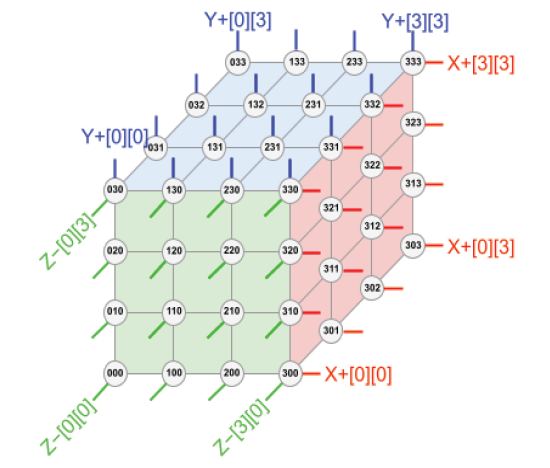 Y+[0][3] Y+[3][3]
033 133 233 333 X+[3][3]
032 132 231 332
323
Y+[0][0] 031 131 231 331
322
030 130 230 330 313
321
Z-[0][3] 312
020 120 220 320 303 X+[0][3]
311
302
010 110 210 310
301
000 100 200 300 X+[0][0]
Z-[0][0] Z-[3][0]